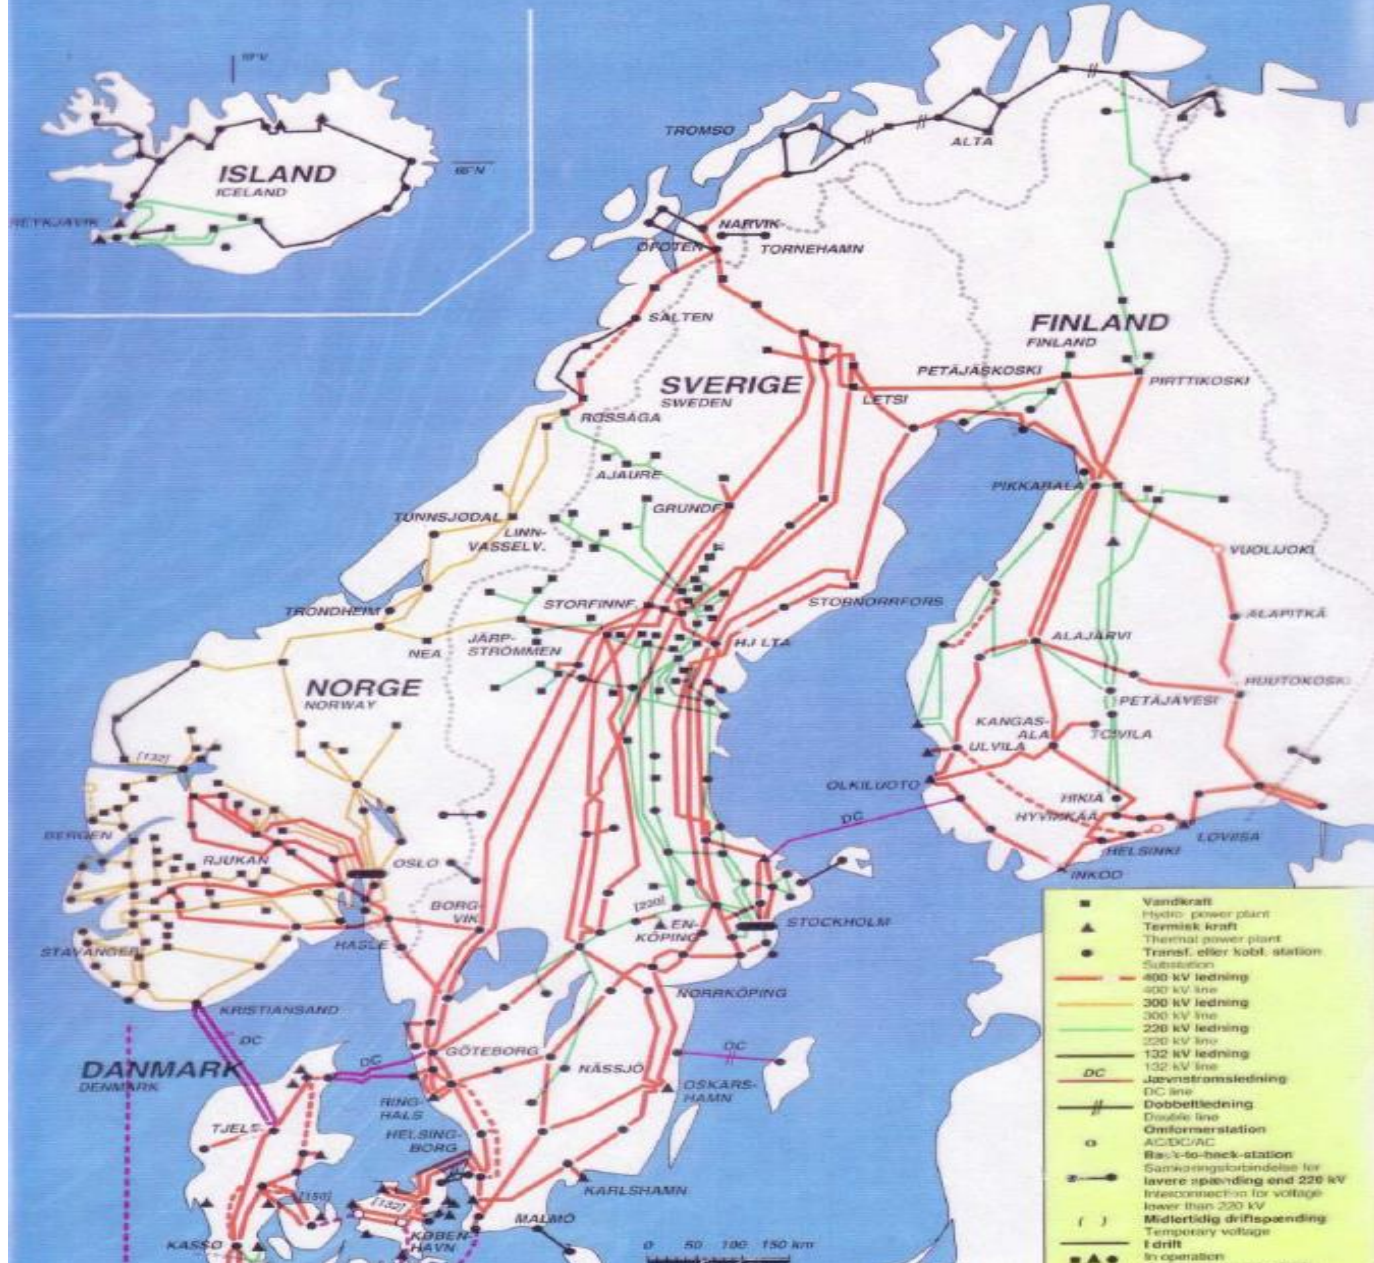 10°V
ISLAND
ICELAND
REYKJAVIK
TROMSØ
ALTA
NARVIK
OFOTEN
TORNEHAMN
SALTEN
FINLAND
FINLAND
SVERIGE
SWEDEN
PETÄJÄSKOSKI
PIRTTIKOSKI
LETSI
RÖSSÅGA
AJAURE
PIKKARALA
GRUNDF.
TUNNSJØDAL
LINN-
VASSELV.
VUOLIJOKI
TRONDHEIM
STORFINNF.
STORNORRFORS
ALAPITKÄ
NEA
JÄRP-
STRÖMMEN
HJÄLTA
ALAJÄRVI
NORGE
NORWAY
HUUTOKOSKI
PETÄJÄVESI
KANGAS-
ALA
TOIVILA
ULVILA
[132]
OLKILUOTO
HIKIÄ
DC
HYVINKÄÄ
LOVIISA
BERGEN
RJUKAN
OSLO
HELSINKI
INKOO
BORG-
VIK
[220]
EN-
KÖPING
STOCKHOLM
HASLE
STAVANGER
NORRKÖPING
KRISTIANSAND
DC
DANMARK
DENMARK
DC
GÖTEBORG
NÄSSJÖ
DC
OSKARS-
HAMN
RING-
HALS
TJELE
HELSING-
BORG
KARLSHAMN
[150]
[132]
MALMÖ
KASSØ
KØBEN-
HAVN
0 50 100 150 km
Vandkraft
Hydro power plant
Termisk kraft
Thermal power plant
Transf. eller kobl. station
Substation
400 kV ledning
400 kV line
300 kV ledning
300 kV line
220 kV ledning
220 kV line
132 kV ledning
132 kV line
DC
Jævnstrømsledning
DC line
Dobbeltledning
Double line
Omformerstation
AC/DC/AC
Back-to-back-station
Samkøringsforbindelse for
lavere spænding end 220 kV
Interconnection for voltage
lower than 220 kV
( )
Midlertidig driftspænding
Temporary voltage
I drift
In operation